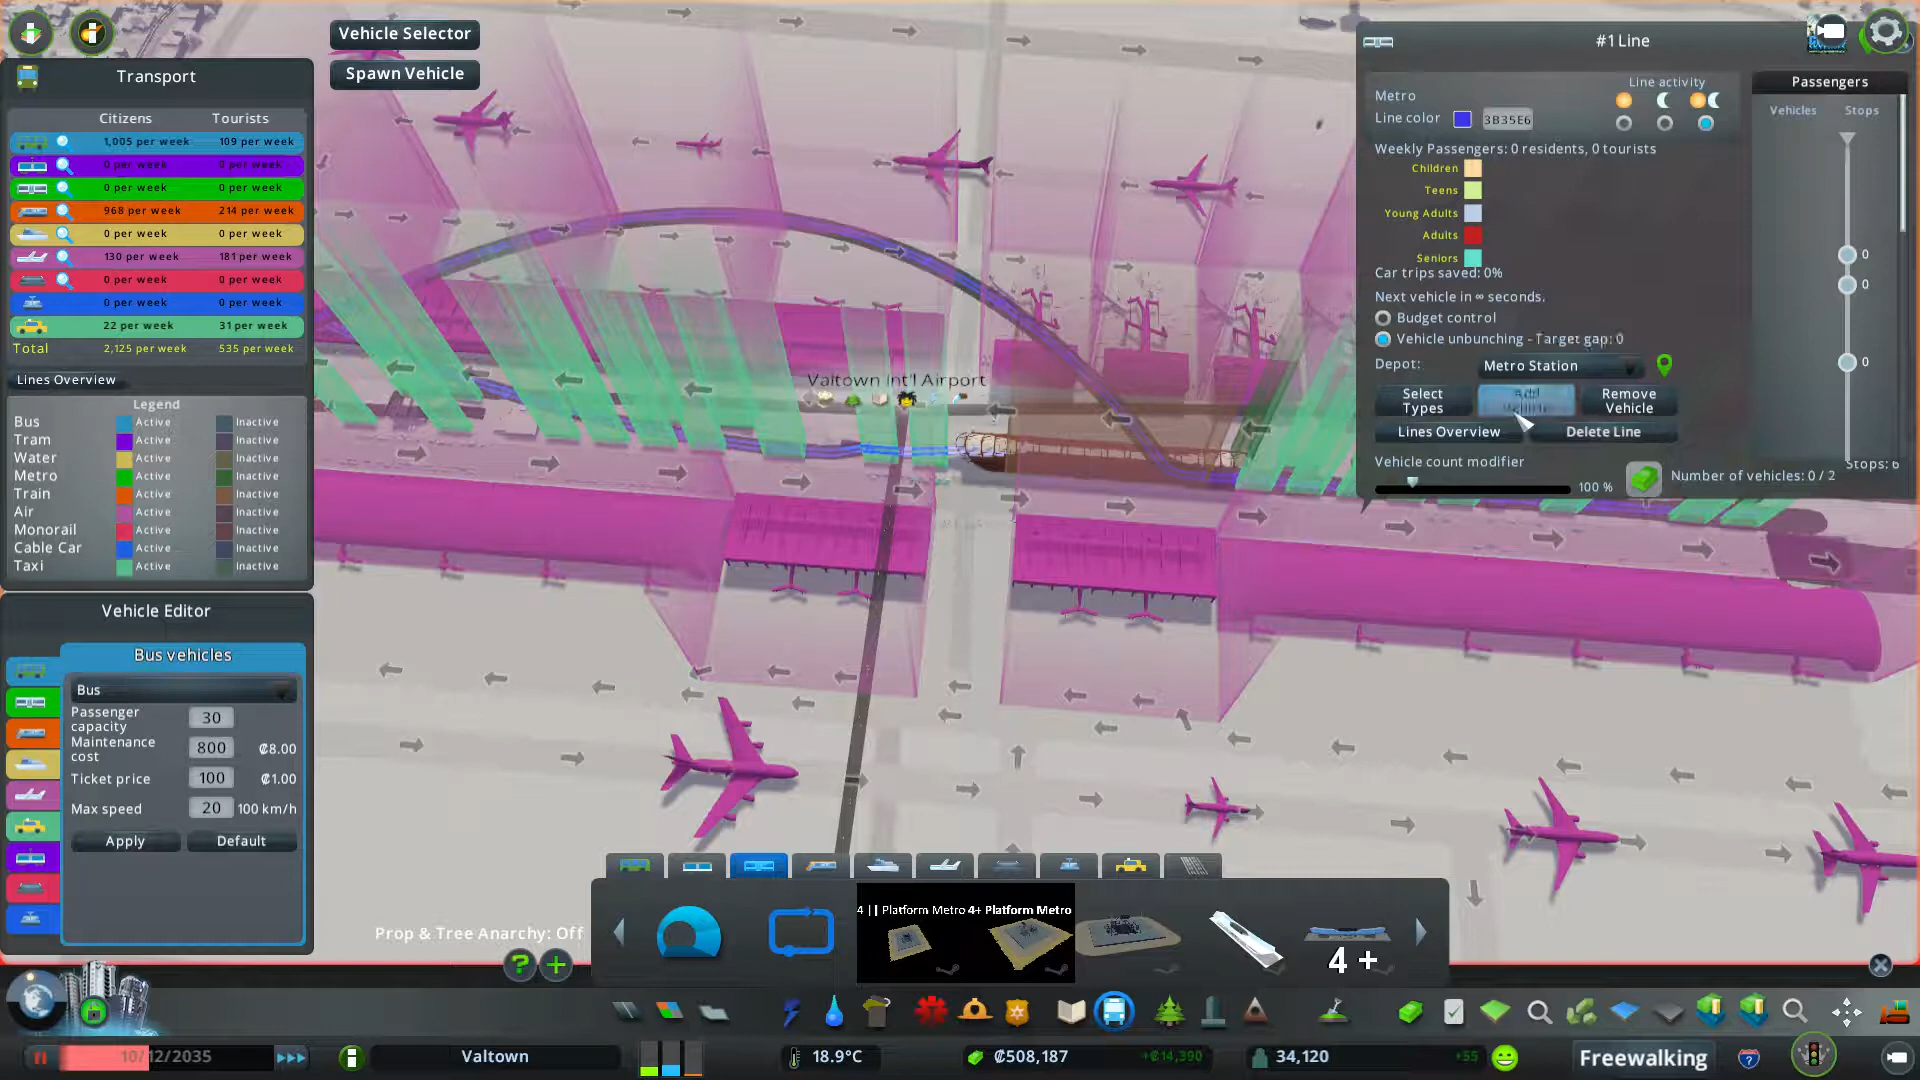 Transport
Citizens Tourists
1,005 per week 109 per week
0 per week 0 per week
0 per week 0 per week
968 per week 214 per week
0 per week 0 per week
130 per week 181 per week
0 per week 0 per week
0 per week 0 per week
22 per week 31 per week
Total 2,125 per week 535 per week
Lines Overview
Legend
Bus Active Inactive
Tram Active Inactive
Water Active Inactive
Metro Active Inactive
Train Active Inactive
Air Active Inactive
Monorail Active Inactive
Cable Car Active Inactive
Taxi Active Inactive
Vehicle Editor
Bus vehicles
Bus
Passenger capacity 30
Maintenance cost 800 ₡8.00
Ticket price 100 ₡1.00
Max speed 20 100 km/h
Apply Default
Vehicle Selector
Spawn Vehicle
Valtown Int'l Airport
#1 Line
Metro
Line activity
Line color 3B35E6
Weekly Passengers: 0 residents, 0 tourists
Children
Teens
Young Adults
Adults
Seniors
Car trips saved: 0%
Next vehicle in ∞ seconds.
Budget control
Vehicle unbunching - Target gap: 0
Depot: Metro Station
Select Types
Add
Remove Vehicle
Lines Overview Delete Line
Vehicle count modifier
100 %
Number of vehicles: 0 / 2
Passengers
Vehicles Stops
0
0
0
Stops: 6
Prop & Tree Anarchy: Off
4 || Platform Metro 4+ Platform Metro
4 +
10/12/2035
Valtown
18.9°C
₡508,187 +₡14,390
34,120 +55
Freewalking